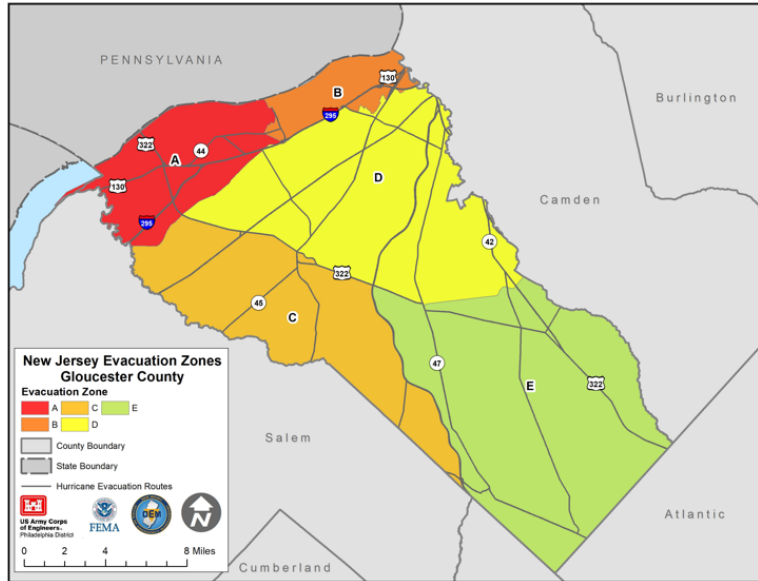 PENNSYLVANIA
B
130
Burlington
295
322
A
44
130
D
Camden
295
42
322
45
C
47
E
322
New Jersey Evacuation Zones
Gloucester County
Evacuation Zone
A C E
B D
County Boundary
State Boundary
Hurricane Evacuation Routes
US Army Corps
of Engineers.
Philadelphia District
FEMA
OEM
N
0 2 4 8 Miles
Salem
Atlantic
Cumberland